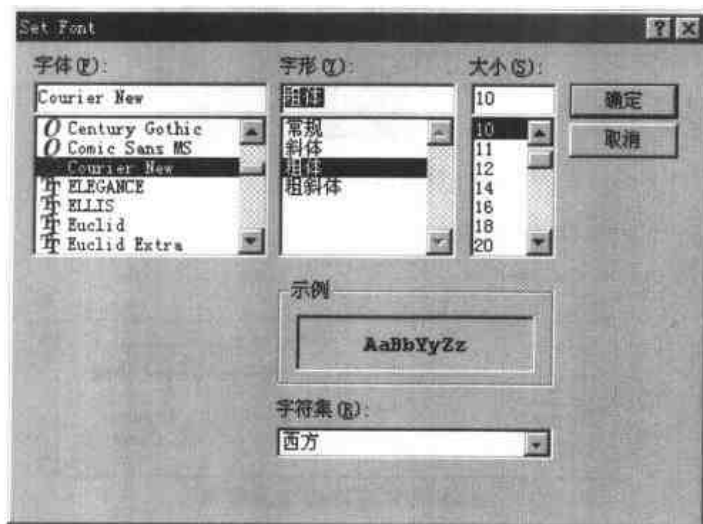 Set Font
字体(F):
字形(Y):
大小(S):
Courier New
粗体
10
确定
取消
Century Gothic
Comic Sans MS
Courier New
ELEGANCE
ELLIS
Euclid
Euclid Extra
常规
斜体
粗体
粗斜体
10
11
12
14
16
18
20
示例
AaBbYyZz
字符集(R):
西方